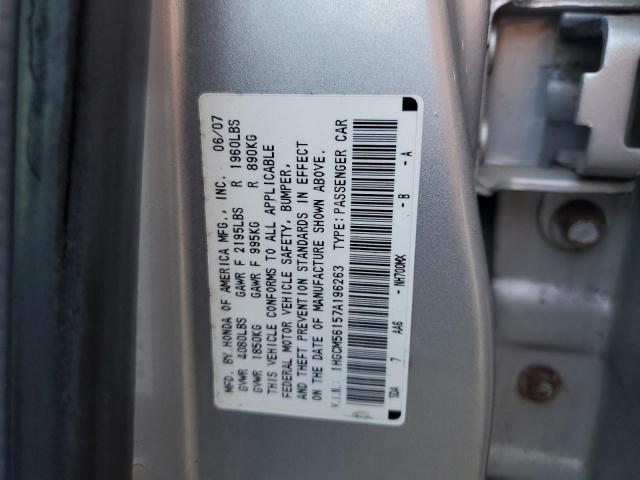 MFD. BY HONDA OF AMERICA MFG., INC. 06/07
GVWR 4080LBS GAWR F 2195LBS R 1960LBS
GVWR 1850KG GAWR F 995KG R 890KG
THIS VEHICLE CONFORMS TO ALL APPLICABLE
FEDERAL MOTOR VEHICLE SAFETY, BUMPER,
AND THEFT PREVENTION STANDARDS IN EFFECT
ON THE DATE OF MANUFACTURE SHOWN ABOVE.
V.I.N.: 1HGCM56157A196263 TYPE:PASSENGER CAR
SDA 7 AAG - NH700MX - B - A